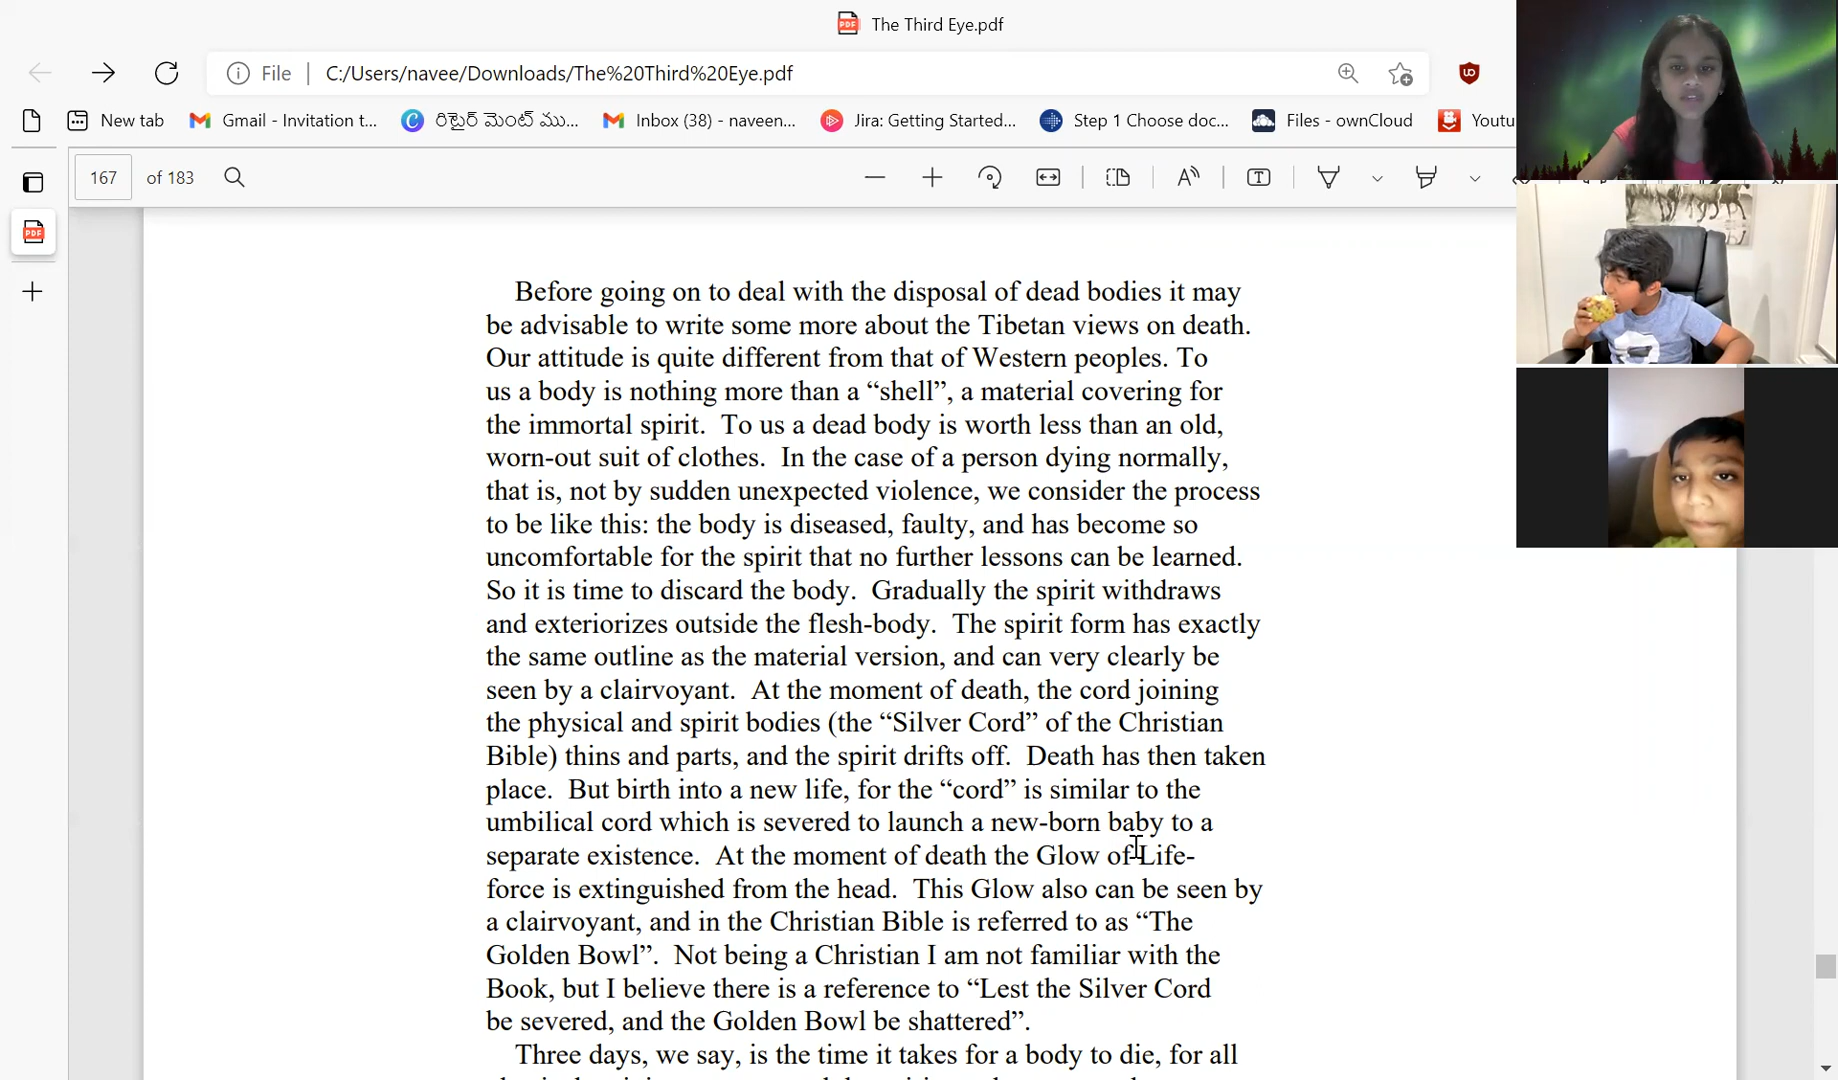 The Third Eye.pdf
File C:/Users/navee/Downloads/The%20Third%20Eye.pdf
New tab Gmail - Invitation t... రిటైర్ మెంట్ ము... Inbox (38) - naveen... Jira: Getting Started... Step 1 Choose doc... Files - ownCloud Youtu
167 of 183
Before going on to deal with the disposal of dead bodies it may
be advisable to write some more about the Tibetan views on death.
Our attitude is quite different from that of Western peoples. To
us a body is nothing more than a “shell”, a material covering for
the immortal spirit. To us a dead body is worth less than an old,
worn-out suit of clothes. In the case of a person dying normally,
that is, not by sudden unexpected violence, we consider the process
to be like this: the body is diseased, faulty, and has become so
uncomfortable for the spirit that no further lessons can be learned.
So it is time to discard the body. Gradually the spirit withdraws
and exteriorizes outside the flesh-body. The spirit form has exactly
the same outline as the material version, and can very clearly be
seen by a clairvoyant. At the moment of death, the cord joining
the physical and spirit bodies (the “Silver Cord” of the Christian
Bible) thins and parts, and the spirit drifts off. Death has then taken
place. But birth into a new life, for the “cord” is similar to the
umbilical cord which is severed to launch a new-born baby to a
separate existence. At the moment of death the Glow of Life-
force is extinguished from the head. This Glow also can be seen by
a clairvoyant, and in the Christian Bible is referred to as “The
Golden Bowl”. Not being a Christian I am not familiar with the
Book, but I believe there is a reference to “Lest the Silver Cord
be severed, and the Golden Bowl be shattered”.
Three days, we say, is the time it takes for a body to die, for all